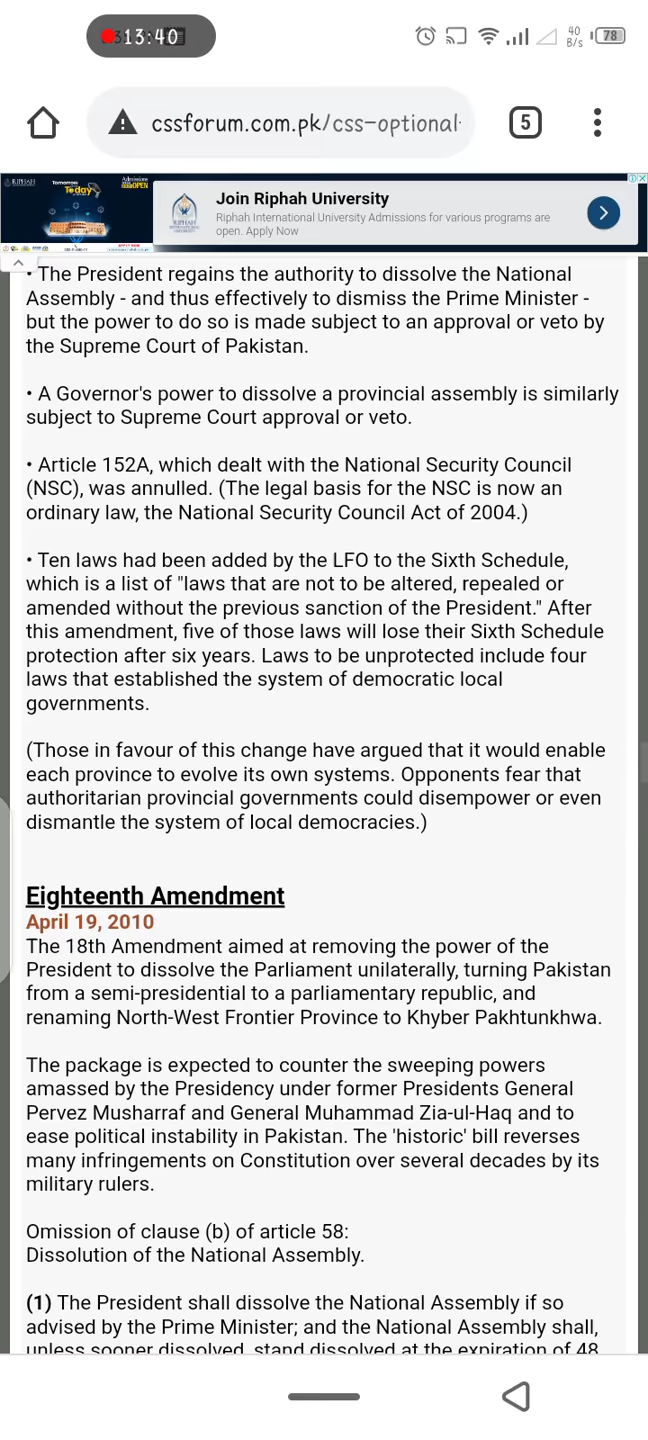 13:40
40
B/s
78
cssforum.com.pk/css-optional
5
RIPHAH
Tomorrow
Today
Admissions
OPEN
Join Riphah University
Riphah International University Admissions for various programs are
open. Apply Now
• The President regains the authority to dissolve the National
Assembly - and thus effectively to dismiss the Prime Minister -
but the power to do so is made subject to an approval or veto by
the Supreme Court of Pakistan.
• A Governor's power to dissolve a provincial assembly is similarly
subject to Supreme Court approval or veto.
• Article 152A, which dealt with the National Security Council
(NSC), was annulled. (The legal basis for the NSC is now an
ordinary law, the National Security Council Act of 2004.)
• Ten laws had been added by the LFO to the Sixth Schedule,
which is a list of "laws that are not to be altered, repealed or
amended without the previous sanction of the President." After
this amendment, five of those laws will lose their Sixth Schedule
protection after six years. Laws to be unprotected include four
laws that established the system of democratic local
governments.
(Those in favour of this change have argued that it would enable
each province to evolve its own systems. Opponents fear that
authoritarian provincial governments could disempower or even
dismantle the system of local democracies.)
Eighteenth Amendment
April 19, 2010
The 18th Amendment aimed at removing the power of the
President to dissolve the Parliament unilaterally, turning Pakistan
from a semi-presidential to a parliamentary republic, and
renaming North-West Frontier Province to Khyber Pakhtunkhwa.
The package is expected to counter the sweeping powers
amassed by the Presidency under former Presidents General
Pervez Musharraf and General Muhammad Zia-ul-Haq and to
ease political instability in Pakistan. The 'historic' bill reverses
many infringements on Constitution over several decades by its
military rulers.
Omission of clause (b) of article 58:
Dissolution of the National Assembly.
(1) The President shall dissolve the National Assembly if so
advised by the Prime Minister; and the National Assembly shall,
unless sooner dissolved, stand dissolved at the expiration of 48